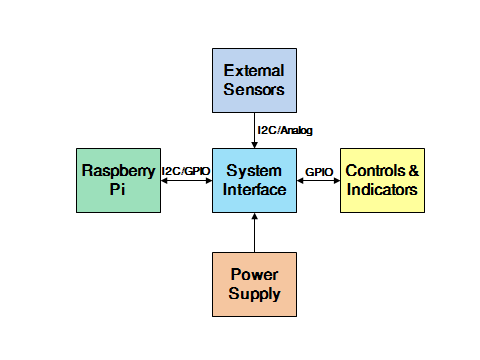 External
Sensors
I2C/Analog
Raspberry
Pi
I2C/GPIO
System
Interface
GPIO
Controls &
Indicators
Power
Supply